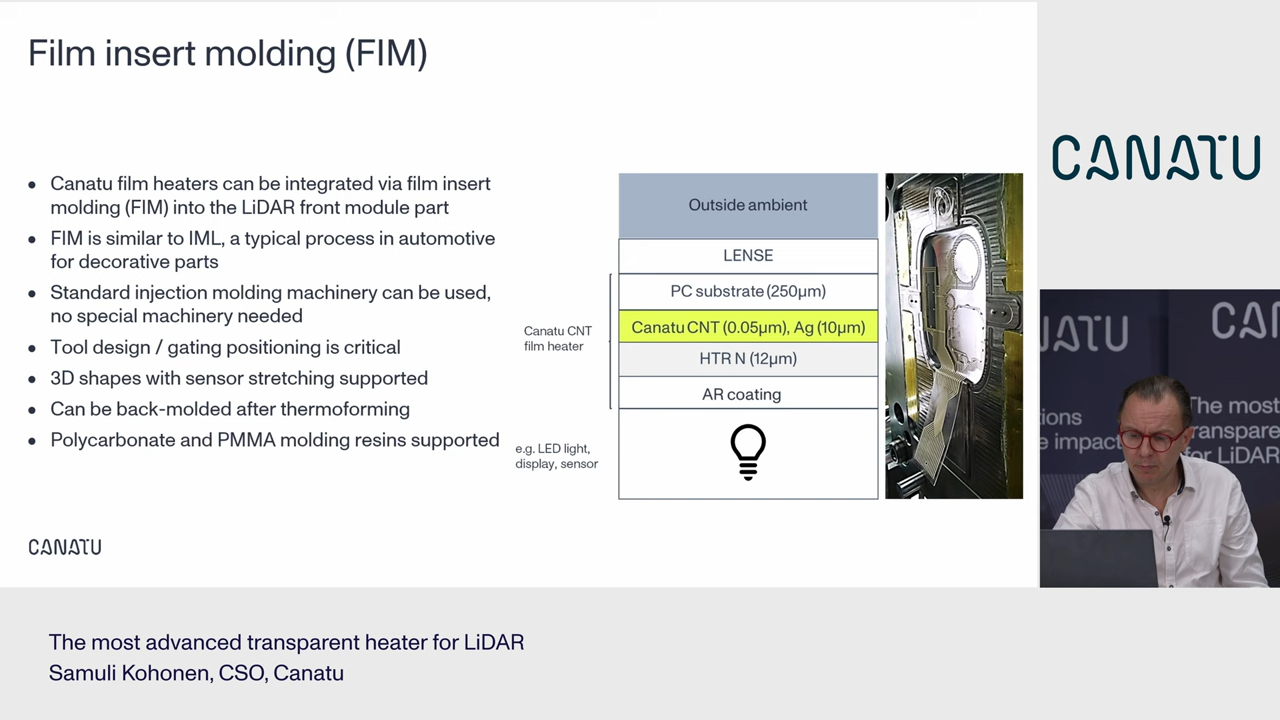 Film insert molding (FIM)
• Canatu film heaters can be integrated via film insert
molding (FIM) into the LiDAR front module part
• FIM is similar to IML, a typical process in automotive
for decorative parts
• Standard injection molding machinery can be used,
no special machinery needed
• Tool design / gating positioning is critical
• 3D shapes with sensor stretching supported
• Can be back-molded after thermoforming
• Polycarbonate and PMMA molding resins supported
Outside ambient
LENSE
PC substrate (250µm)
Canatu CNT (0.05µm), Ag (10µm)
HTR N (12µm)
AR coating
Canatu CNT
film heater
e.g. LED light,
display, sensor
CANATU
CANATU
The most
transpare
for LiDAR
The most advanced transparent heater for LiDAR
Samuli Kohonen, CSO, Canatu